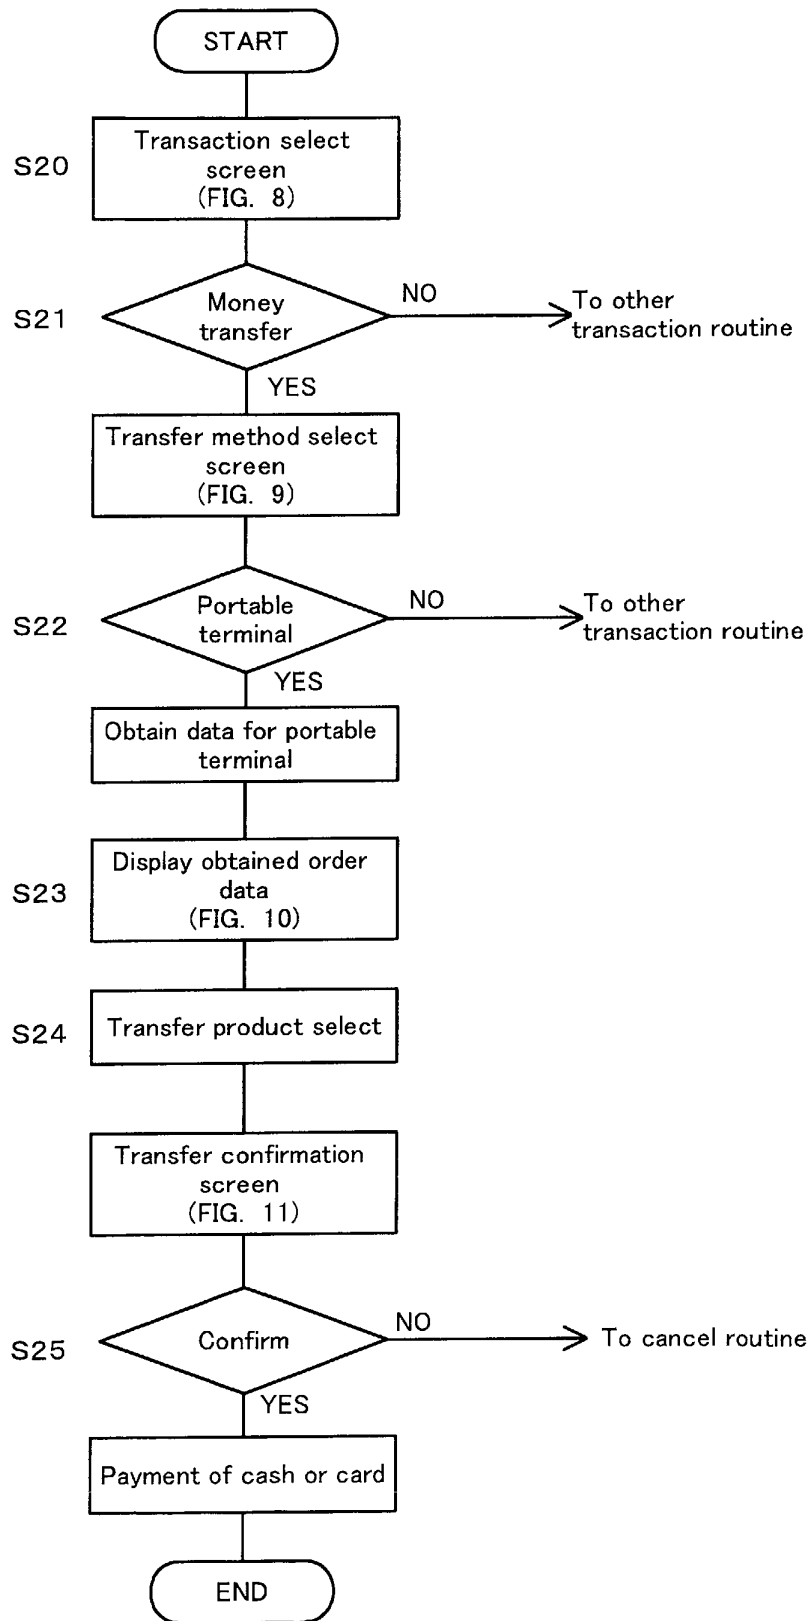 START
S20
Transaction select
screen
(FIG. 8)
S21
Money
transfer
NO
To other
transaction routine
YES
Transfer method select
screen
(FIG. 9)
S22
Portable
terminal
NO
To other
transaction routine
YES
Obtain data for portable
terminal
S23
Display obtained order
data
(FIG. 10)
S24
Transfer product select
Transfer confirmation
screen
(FIG. 11)
S25
Confirm
NO
To cancel routine
YES
Payment of cash or card
END